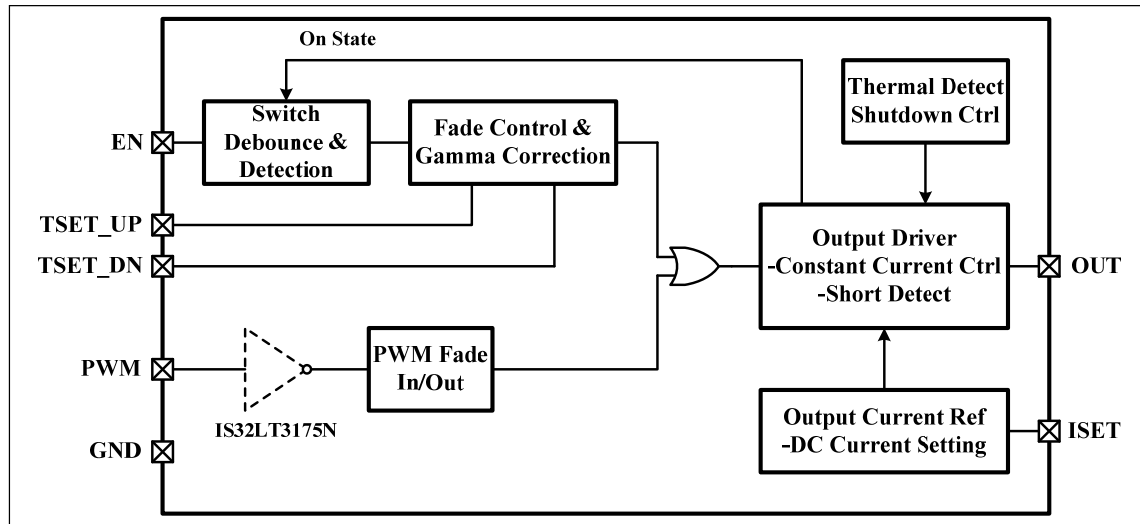 On State
EN
Switch
Debounce &
Detection
Fade Control &
Gamma Correction
Thermal Detect
Shutdown Ctrl
TSET_UP
TSET_DN
Output Driver
-Constant Current Ctrl
-Short Detect
OUT
PWM
IS32LT3175N
PWM Fade
In/Out
GND
Output Current Ref
-DC Current Setting
ISET